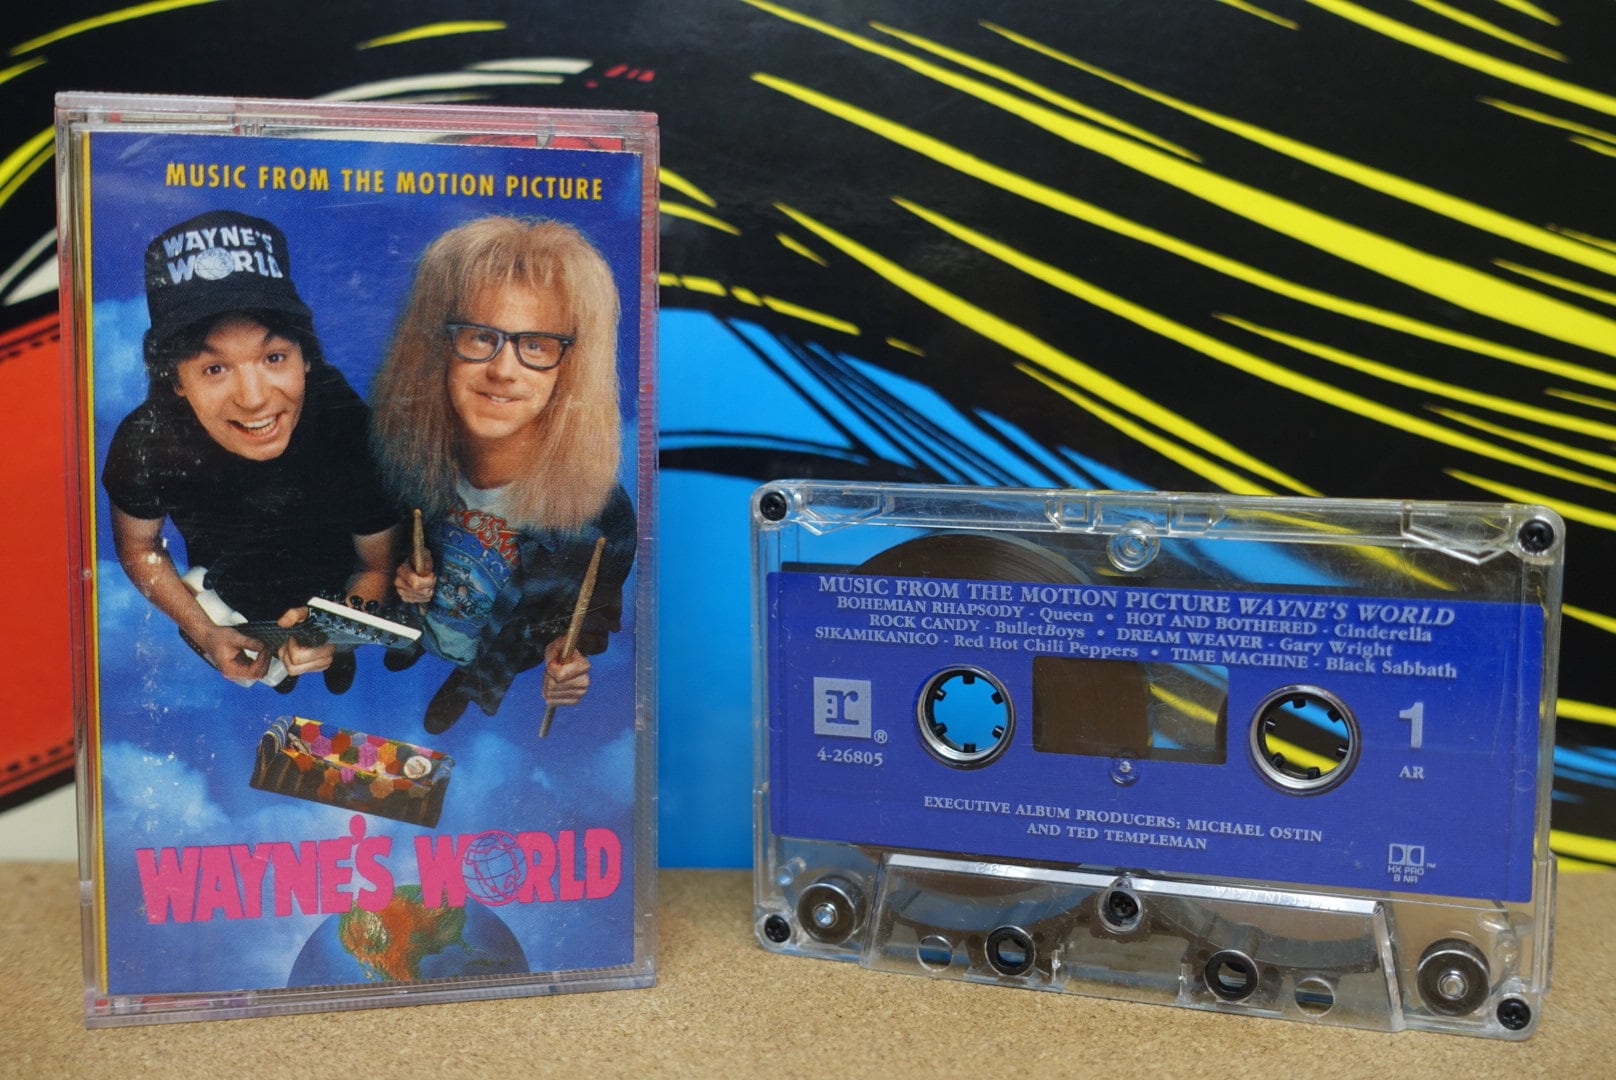 MUSIC FROM THE MOTION PICTURE
WAYNE'S
WORLD
WAYNE'S WORLD
MUSIC FROM THE MOTION PICTURE WAYNE'S WORLD
BOHEMIAN RHAPSODY - Queen • HOT AND BOTHERED - Cinderella
ROCK CANDY - BulletBoys • DREAM WEAVER - Gary Wright
SIKAMIKANICO - Red Hot Chili Peppers • TIME MACHINE - Black Sabbath
r ®
4-26805
1
AR
EXECUTIVE ALBUM PRODUCERS: MICHAEL OSTIN
AND TED TEMPLEMAN
™
HX PRO
B NR